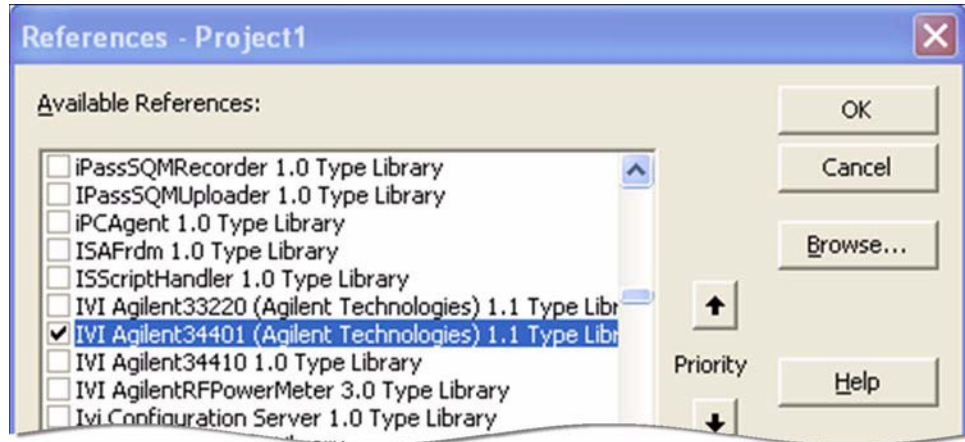 References - Project1
Available References:
OK
iPassSQMRecorder 1.0 Type Library
Cancel
IPassSQMUploader 1.0 Type Library
iPCAgent 1.0 Type Library
ISAFrdm 1.0 Type Library
Browse...
ISScriptHandler 1.0 Type Library
IVI Agilent33220 (Agilent Technologies) 1.1 Type Libr
IVI Agilent34401 (Agilent Technologies) 1.1 Type Libr
IVI Agilent34410 1.0 Type Library
Priority
Help
IVI AgilentRFPowerMeter 3.0 Type Library
Ivi Configuration Server 1.0 Type Library